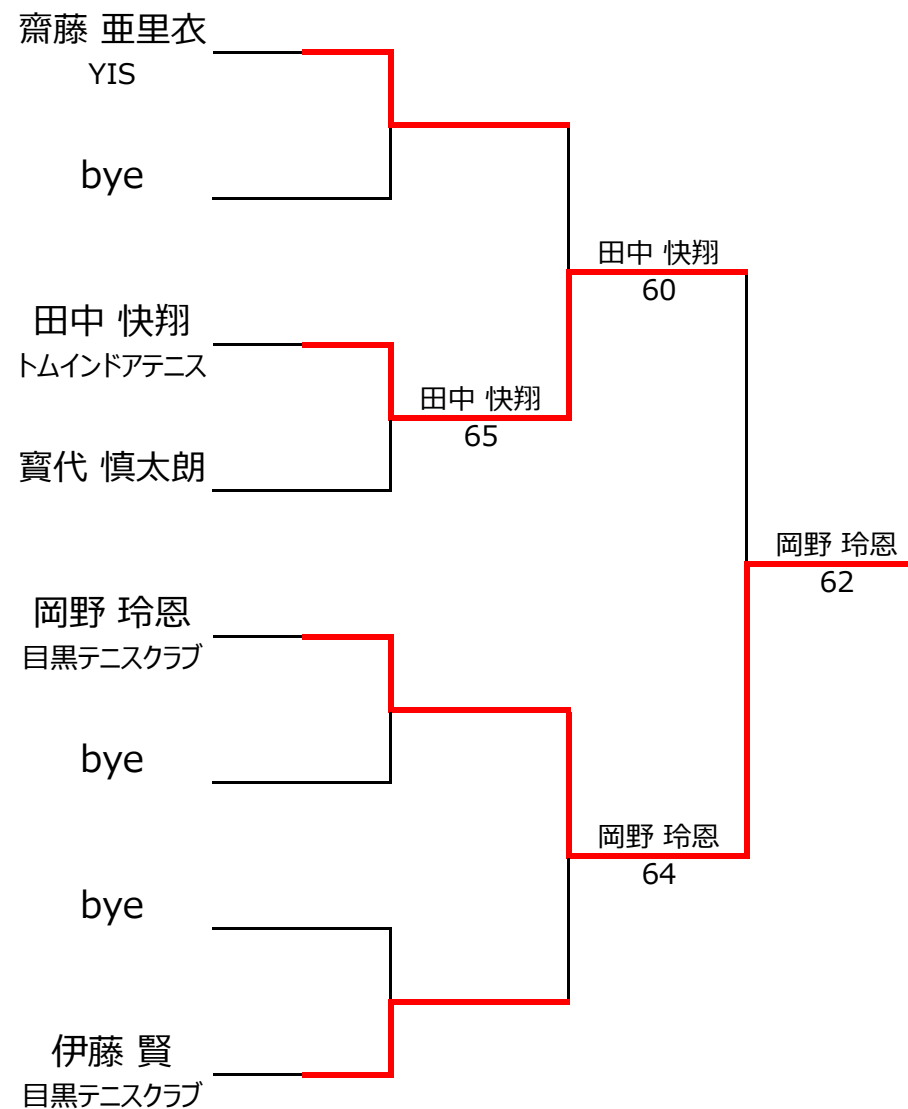 齋藤 亜里衣
YIS
bye
田中 快翔
60
田中 快翔
トムインドアテニス
田中 快翔
65
寳代 慎太朗
岡野 玲恩
62
岡野 玲恩
目黒テニスクラブ
bye
岡野 玲恩
64
bye
伊藤 賢
目黒テニスクラブ